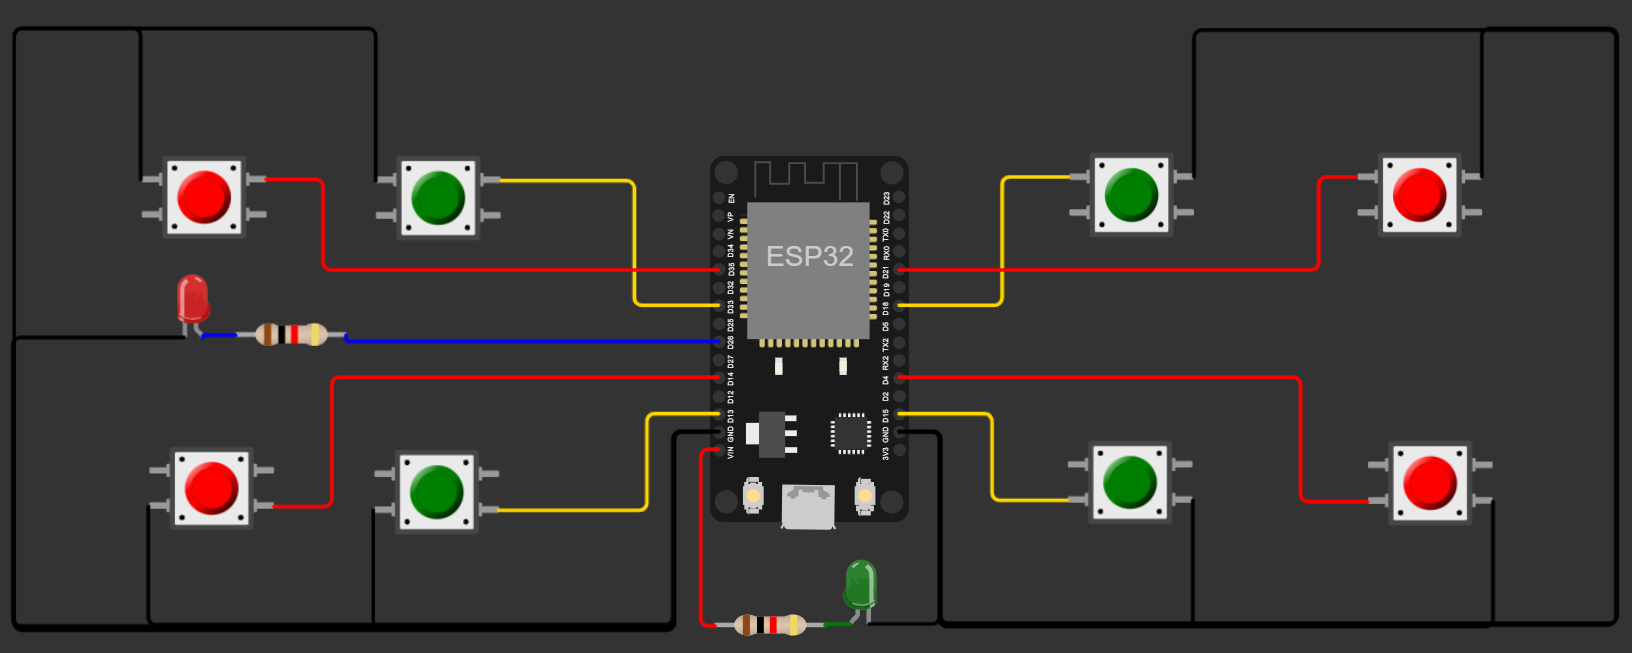 ESP32
EN
VP
VN
D34
D35
D32
D33
D25
D26
D27
D14
D12
D13
GND
VIN
D23
D22
TX0
RX0
D21
D19
D18
D5
TX2
RX2
D4
D2
D15
GND
3V3